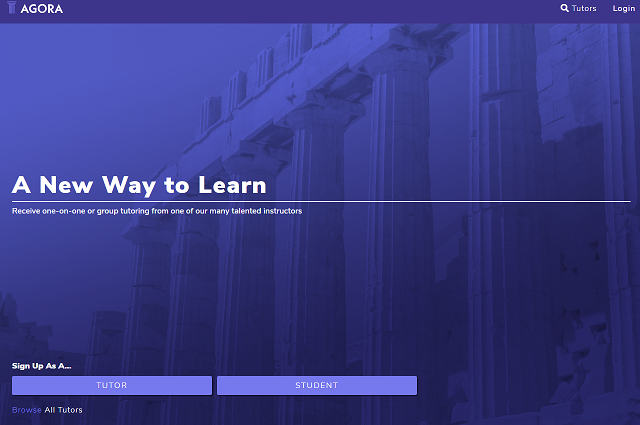 AGORA
Tutors Login
A New Way to Learn
Receive one-on-one or group tutoring from one of our many talented instructors
Sign Up As A...
TUTOR STUDENT
Browse All Tutors